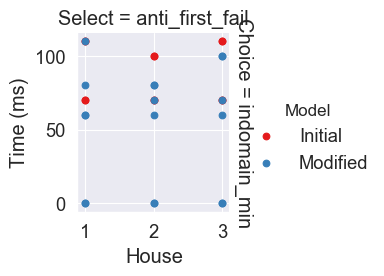 Select = anti_first_fail
Choice = indomain_min
Time (ms)
100
50
0
1 2 3
House
Model
Initial
Modified